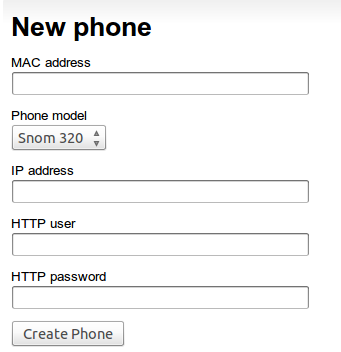 New phone
MAC address
Phone model
Snom 320
IP address
HTTP user
HTTP password
Create Phone